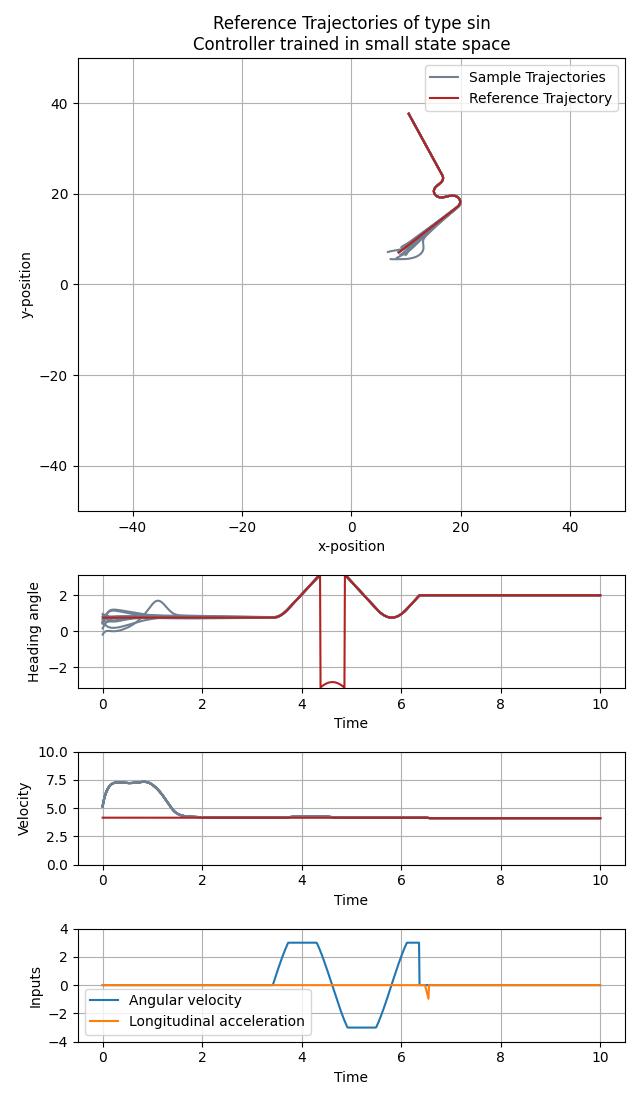 Reference Trajectories of type sin
Controller trained in small state space
Sample Trajectories
Reference Trajectory
40
20
0
−20
−40
y-position
−40
−20
0
20
40
x-position
2
0
−2
Heading angle
0
2
4
6
8
10
Time
10.0
7.5
5.0
2.5
0.0
Velocity
0
2
4
6
8
10
Time
4
2
0
−2
−4
Inputs
Angular velocity
Longitudinal acceleration
0
2
4
6
8
10
Time